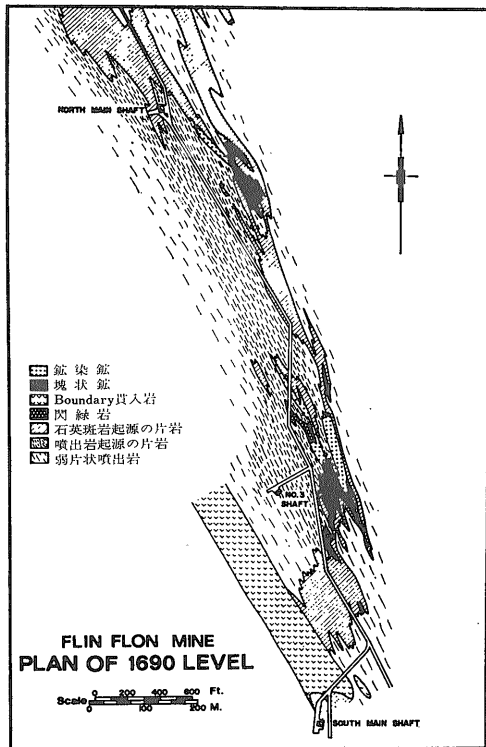 NORTH MAIN SHAFT
鉱染鉱
塊状鉱
Boundary貫入岩
閃緑岩
石英斑岩起源の片岩
噴出岩起源の片岩
弱片状噴出岩
NO.3
SHAFT
FLIN FLON MINE
PLAN OF 1690 LEVEL
0 200 400 600 Ft.
Scale
0 100 200 M.
SOUTH MAIN SHAFT